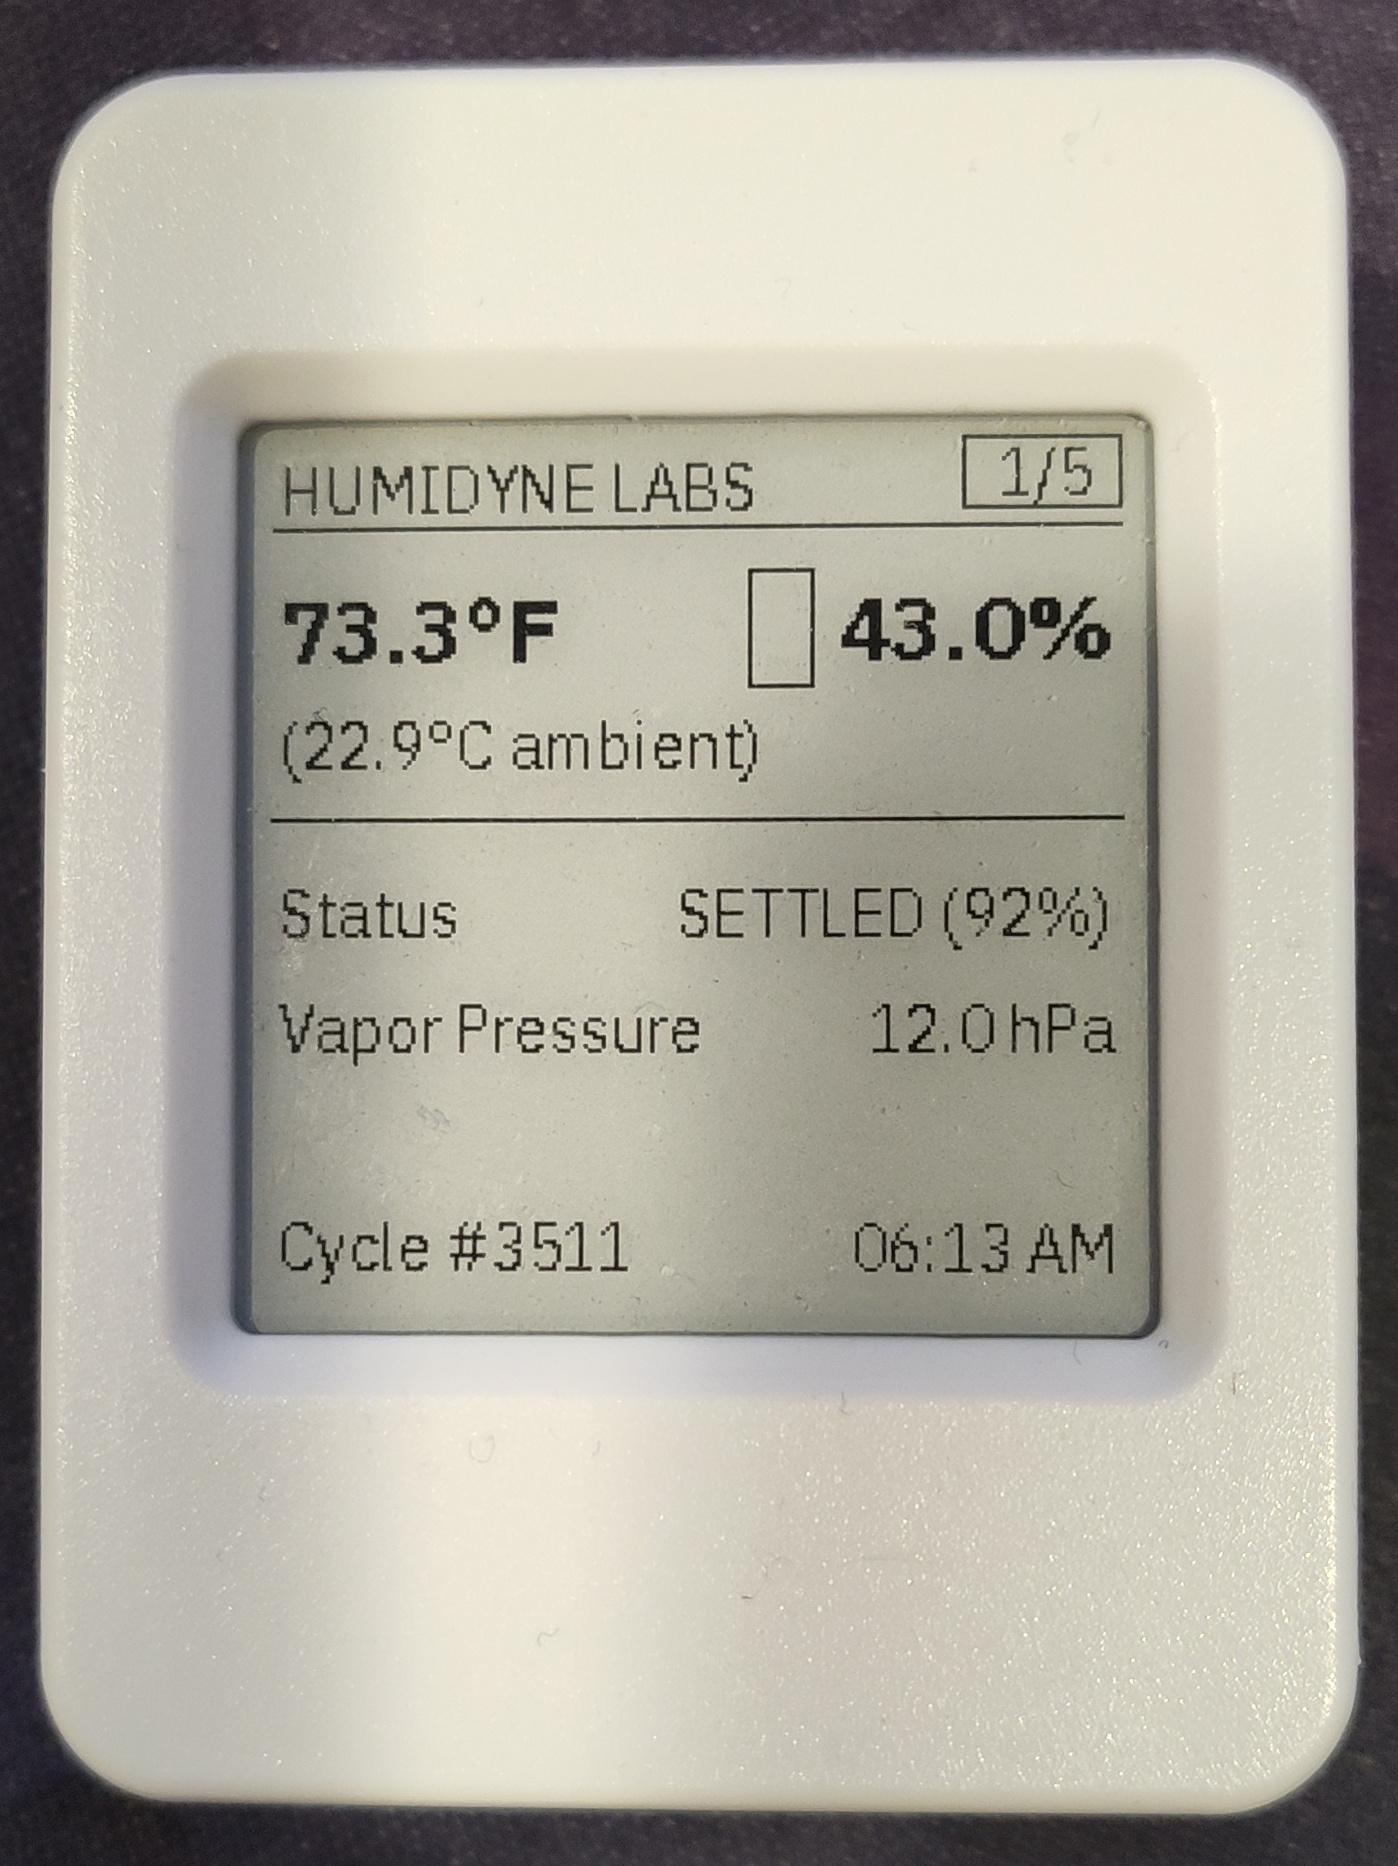 HUMIDYNE LABS 1/5
73.3°F 43.0%
(22.9°C ambient)
Status SETTLED (92%)
Vapor Pressure 12.0 hPa
Cycle #3511 06:13 AM